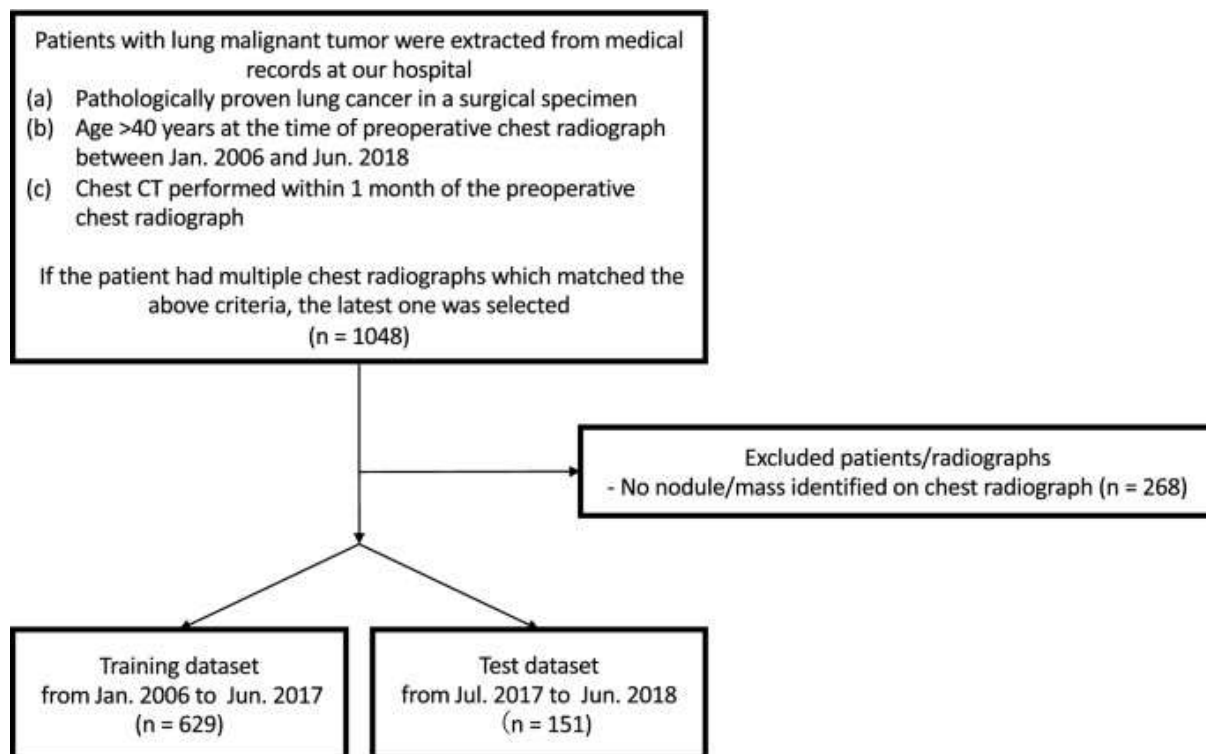 Patients with lung malignant tumor were extracted from medical
records at our hospital
(a) Pathologically proven lung cancer in a surgical specimen
(b) Age >40 years at the time of preoperative chest radiograph
between Jan. 2006 and Jun. 2018
(c) Chest CT performed within 1 month of the preoperative
chest radiograph
If the patient had multiple chest radiographs which matched the
above criteria, the latest one was selected
(n = 1048)
Excluded patients/radiographs
- No nodule/mass identified on chest radiograph (n = 268)
Training dataset
from Jan. 2006 to Jun. 2017
(n = 629)
Test dataset
from Jul. 2017 to Jun. 2018
(n = 151)